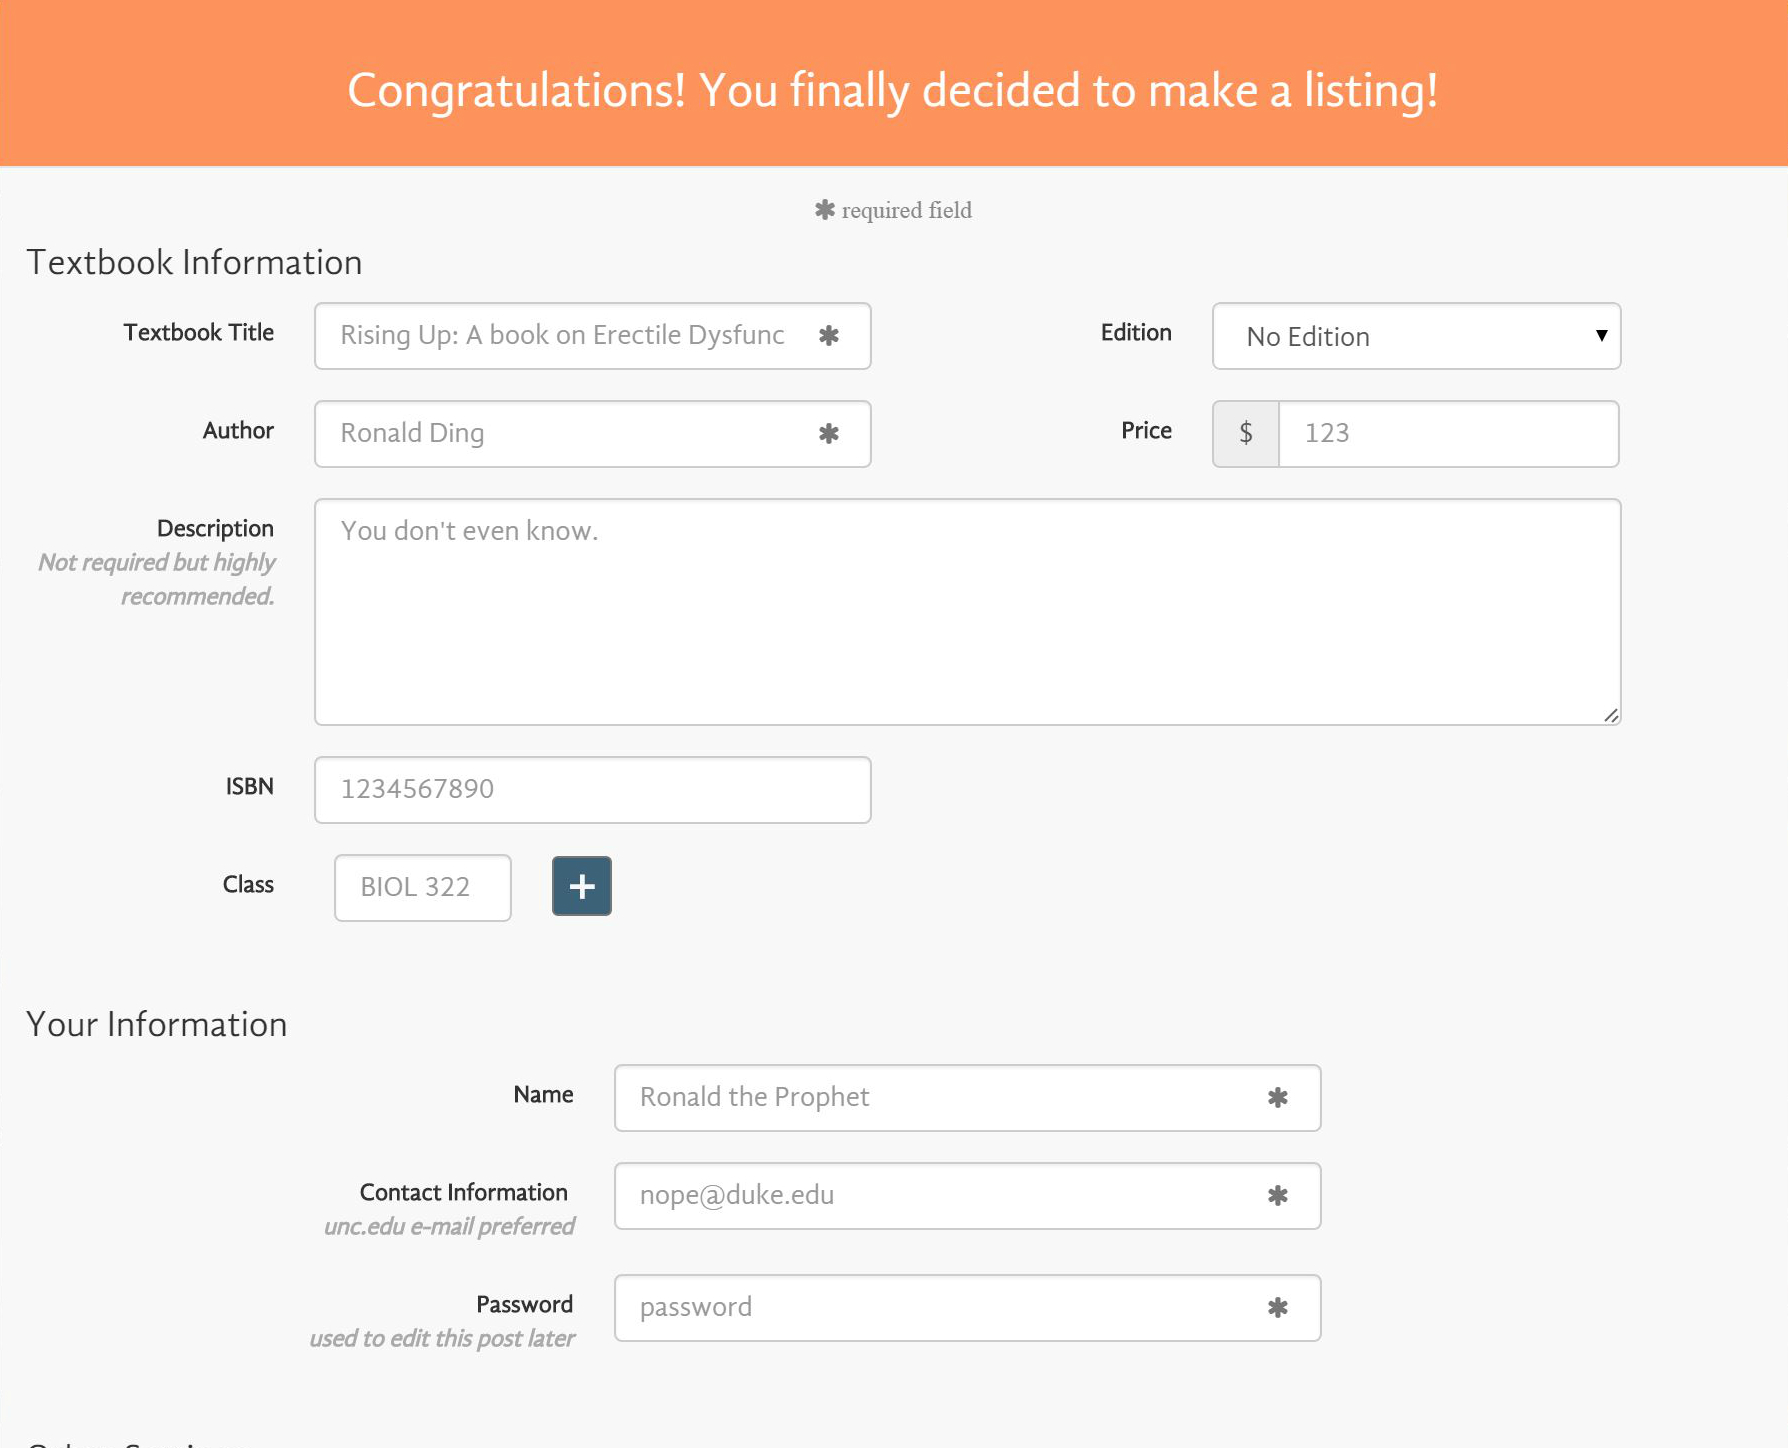 Congratulations! You finally decided to make a listing!
✱ required field
Textbook Information
Textbook Title
Rising Up: A book on Erectile Dysfunc ✱
Edition
No Edition
Author
Ronald Ding ✱
Price
$ 123
Description
Not required but highly
recommended.
You don't even know.
ISBN
1234567890
Class
BIOL 322
+
Your Information
Name
Ronald the Prophet ✱
Contact Information
unc.edu e-mail preferred
nope@duke.edu ✱
Password
used to edit this post later
password ✱